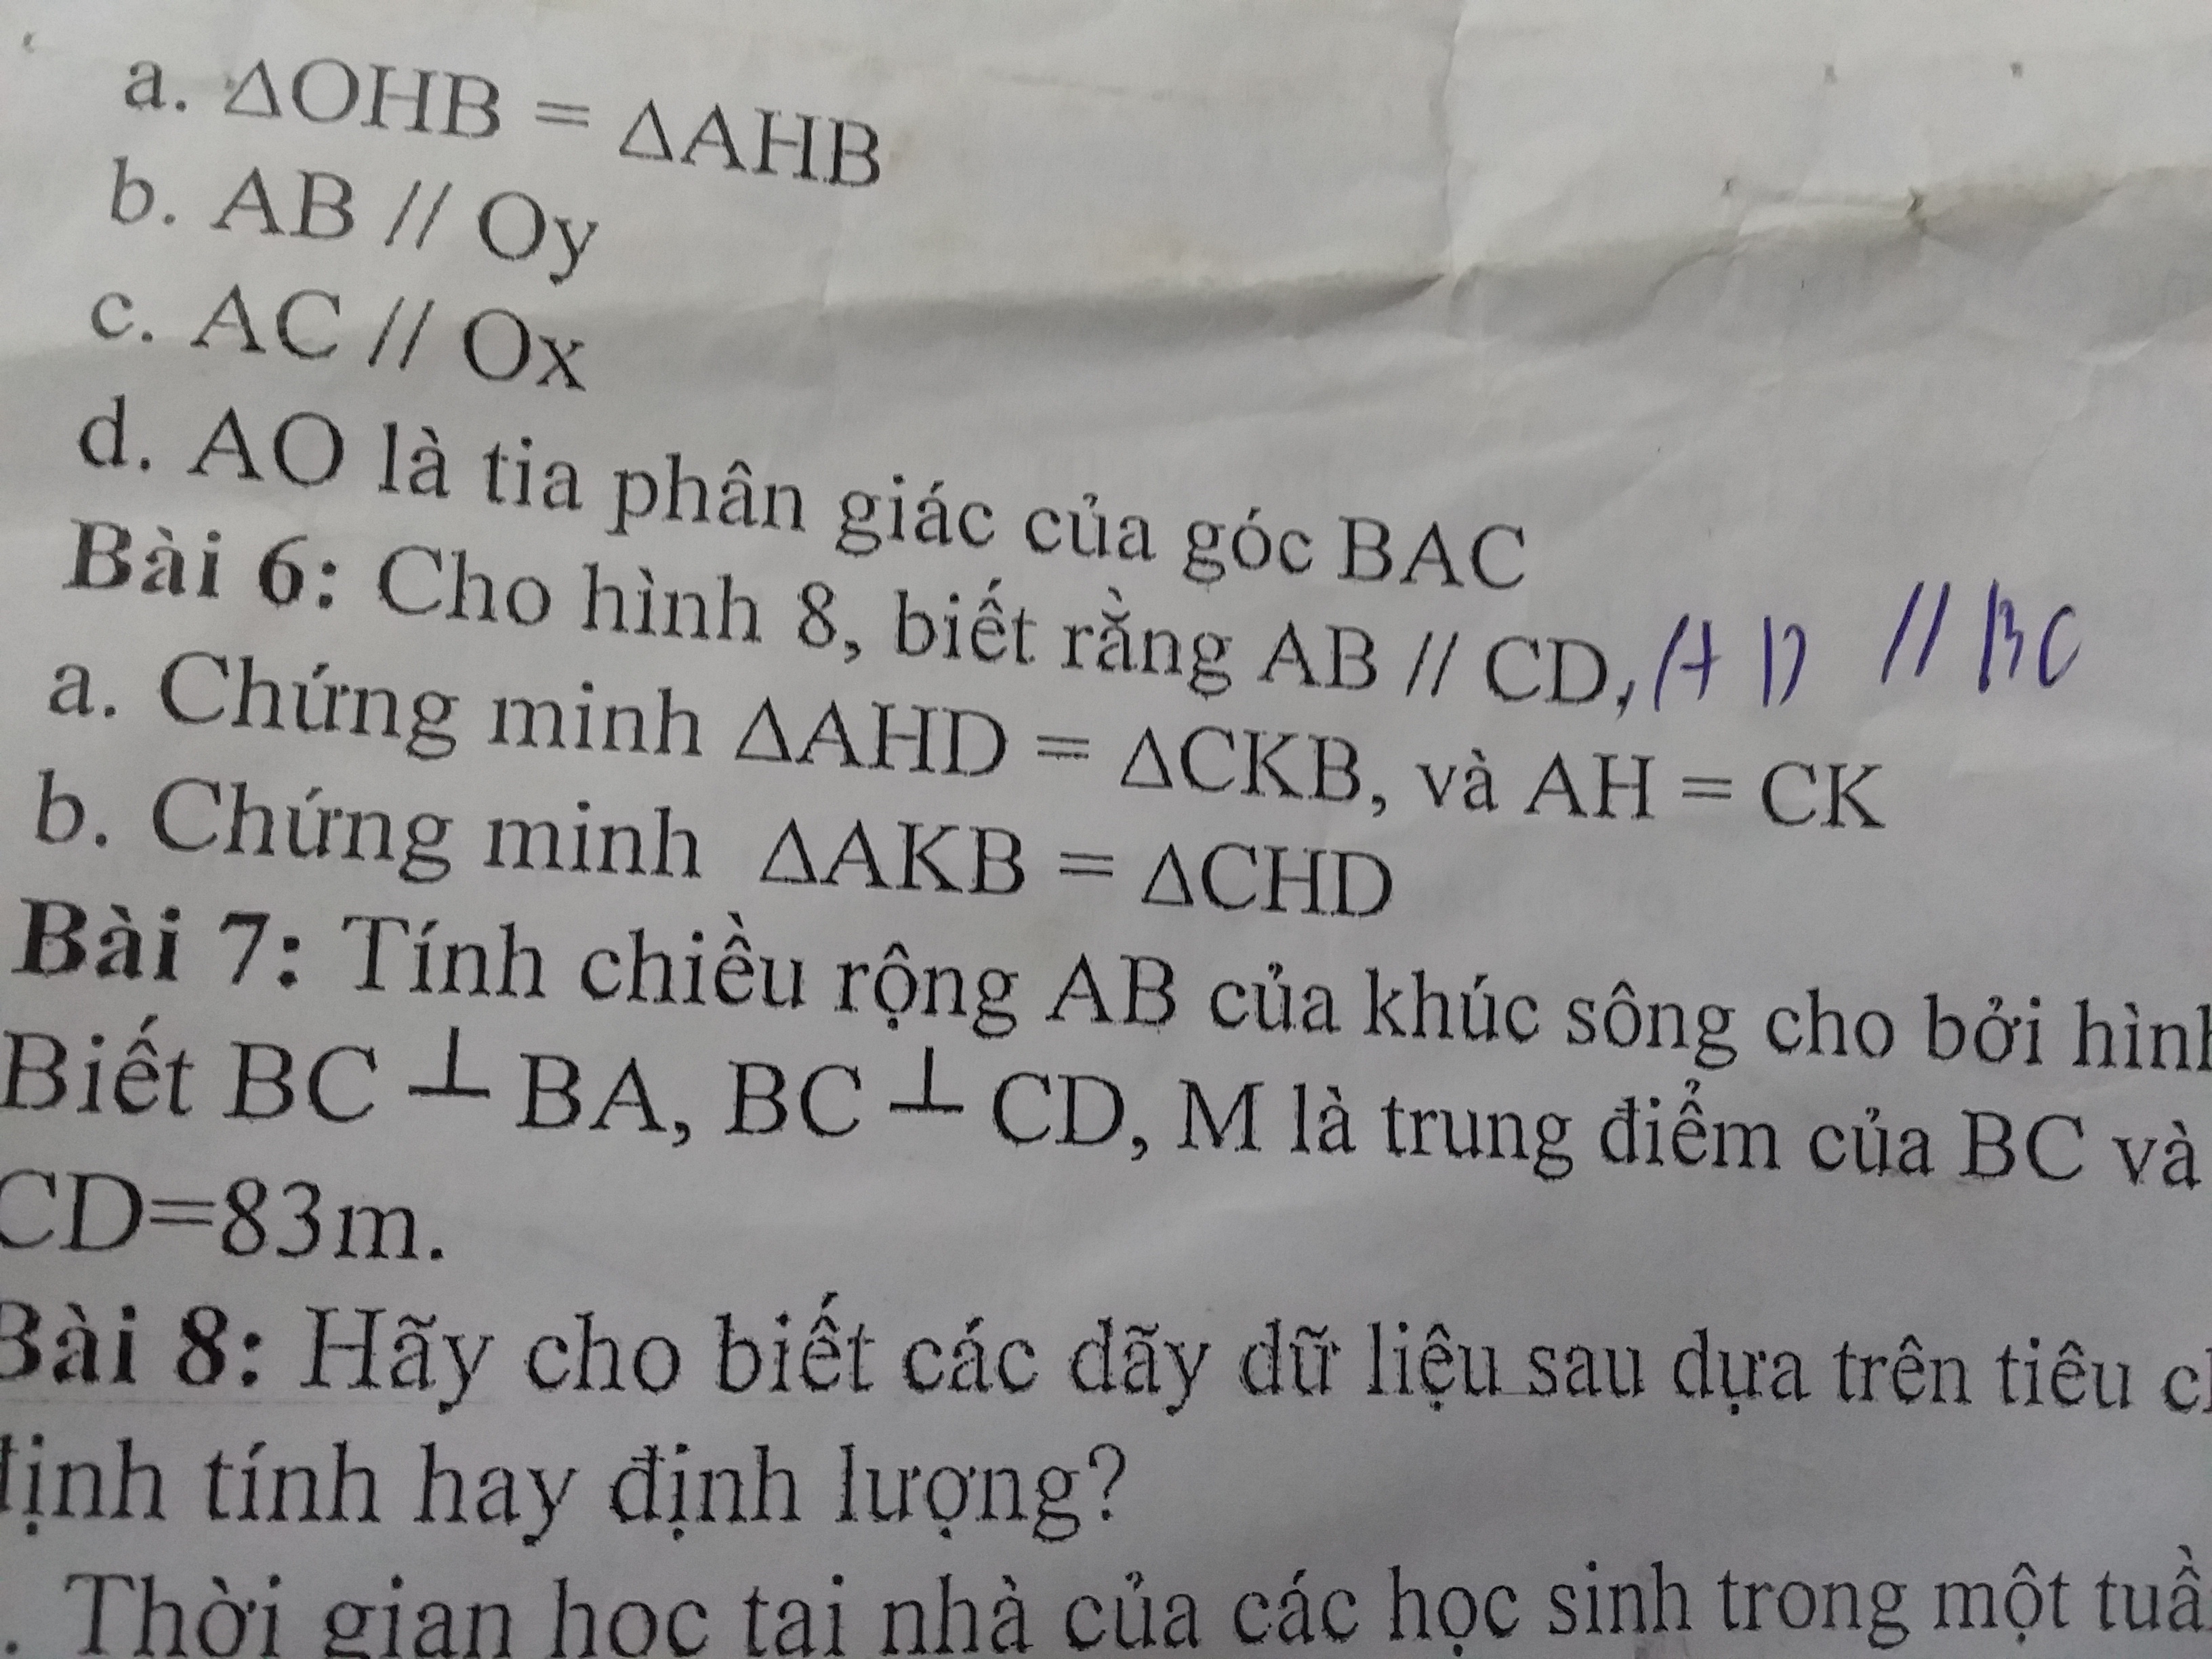 a. ΔOHB = ΔAHB
b. AB // Oy
c. AC // Ox
d. AO là tia phân giác của góc BAC
Bài 6: Cho hình 8, biết rằng AB // CD, AD // BC
a. Chứng minh ΔAHD = ΔCKB, và AH = CK
b. Chứng minh ΔAKB = ΔCHD
Bài 7: Tính chiều rộng AB của khúc sông cho bởi hình
Biết BC ⊥ BA, BC ⊥ CD, M là trung điểm của BC và
CD=83m.
Bài 8: Hãy cho biết các dãy dữ liệu sau dựa trên tiêu
định tính hay định lượng?
. Thời gian học tại nhà của các học sinh trong một